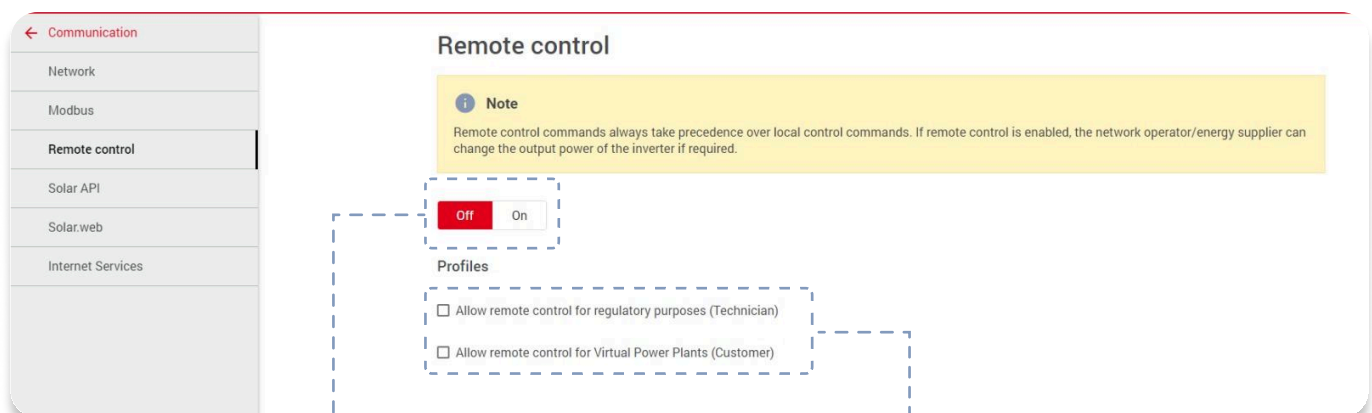 Communication
Network
Modbus
Remote control
Solar API
Solar.web
Internet Services
Remote control
Note
Remote control commands always take precedence over local control commands. If remote control is enabled, the network operator/energy supplier can
change the output power of the inverter if required.
Off On
Profiles
Allow remote control for regulatory purposes (Technician)
Allow remote control for Virtual Power Plants (Customer)